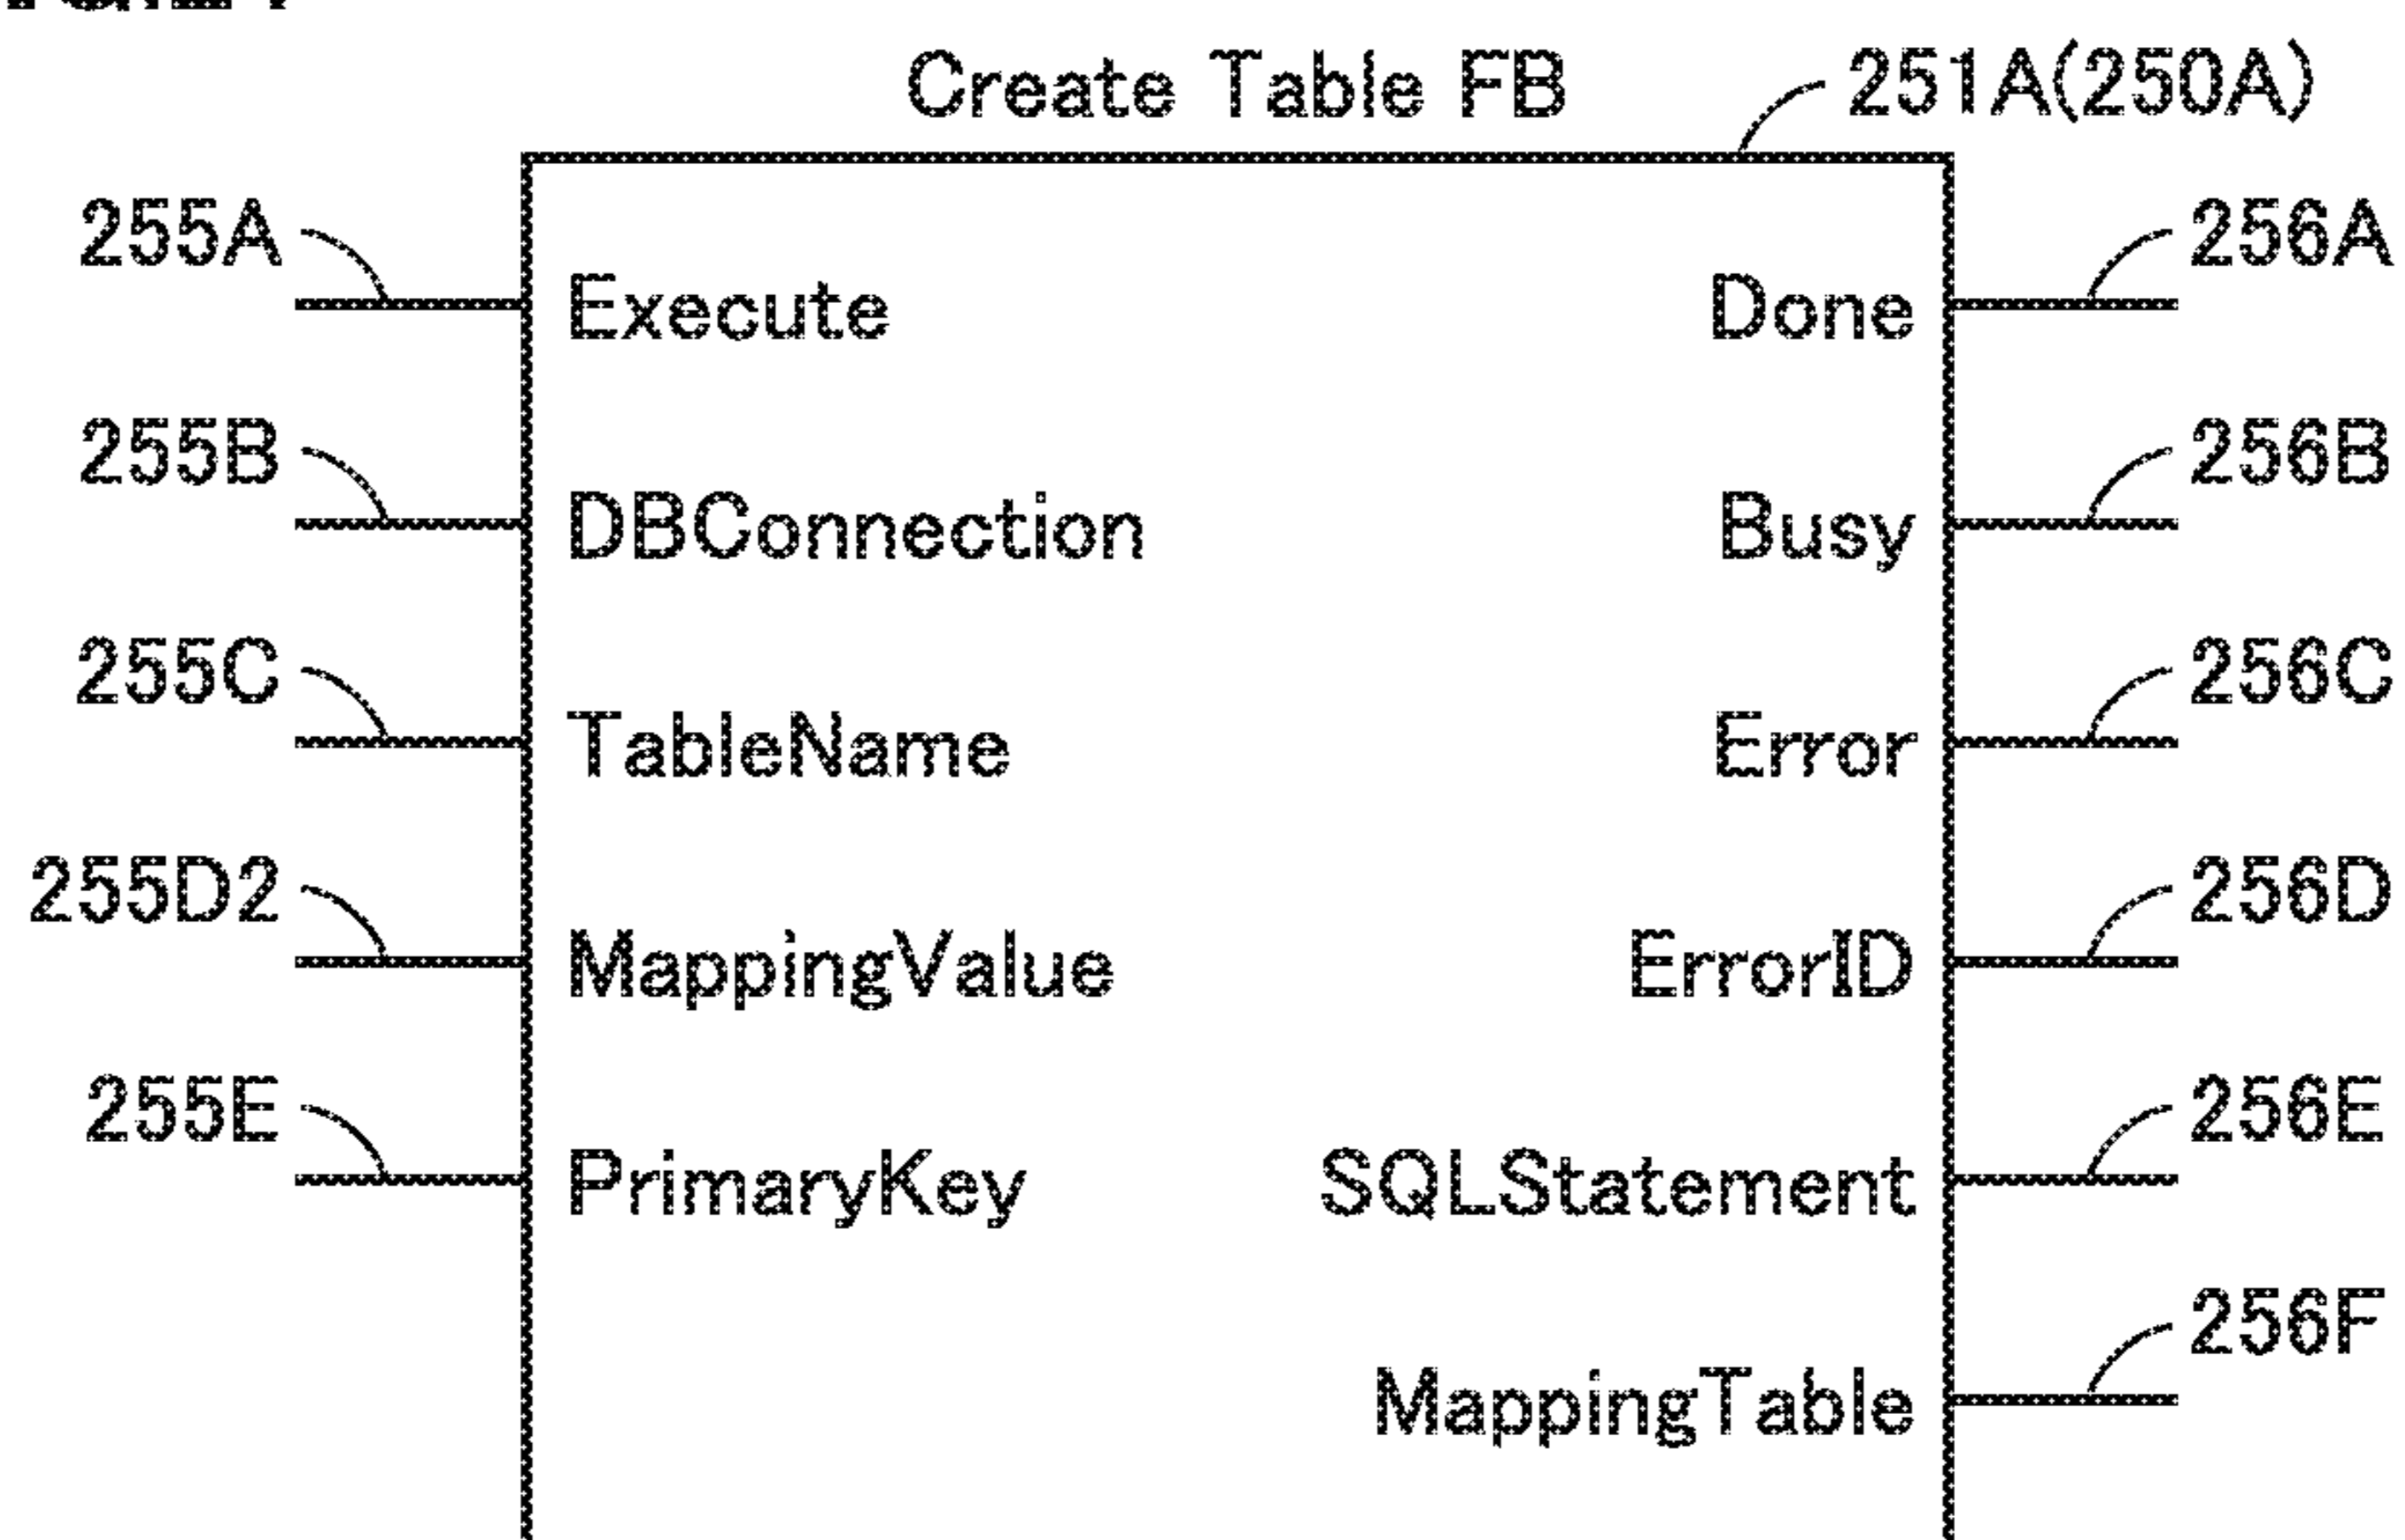 Create Table FB 251A(250A)
255A 256A
Execute Done
255B 256B
DBConnection Busy
255C 256C
TableName Error
255D2 256D
MappingValue ErrorID
255E 256E
PrimaryKey SQLStatement
256F
MappingTable